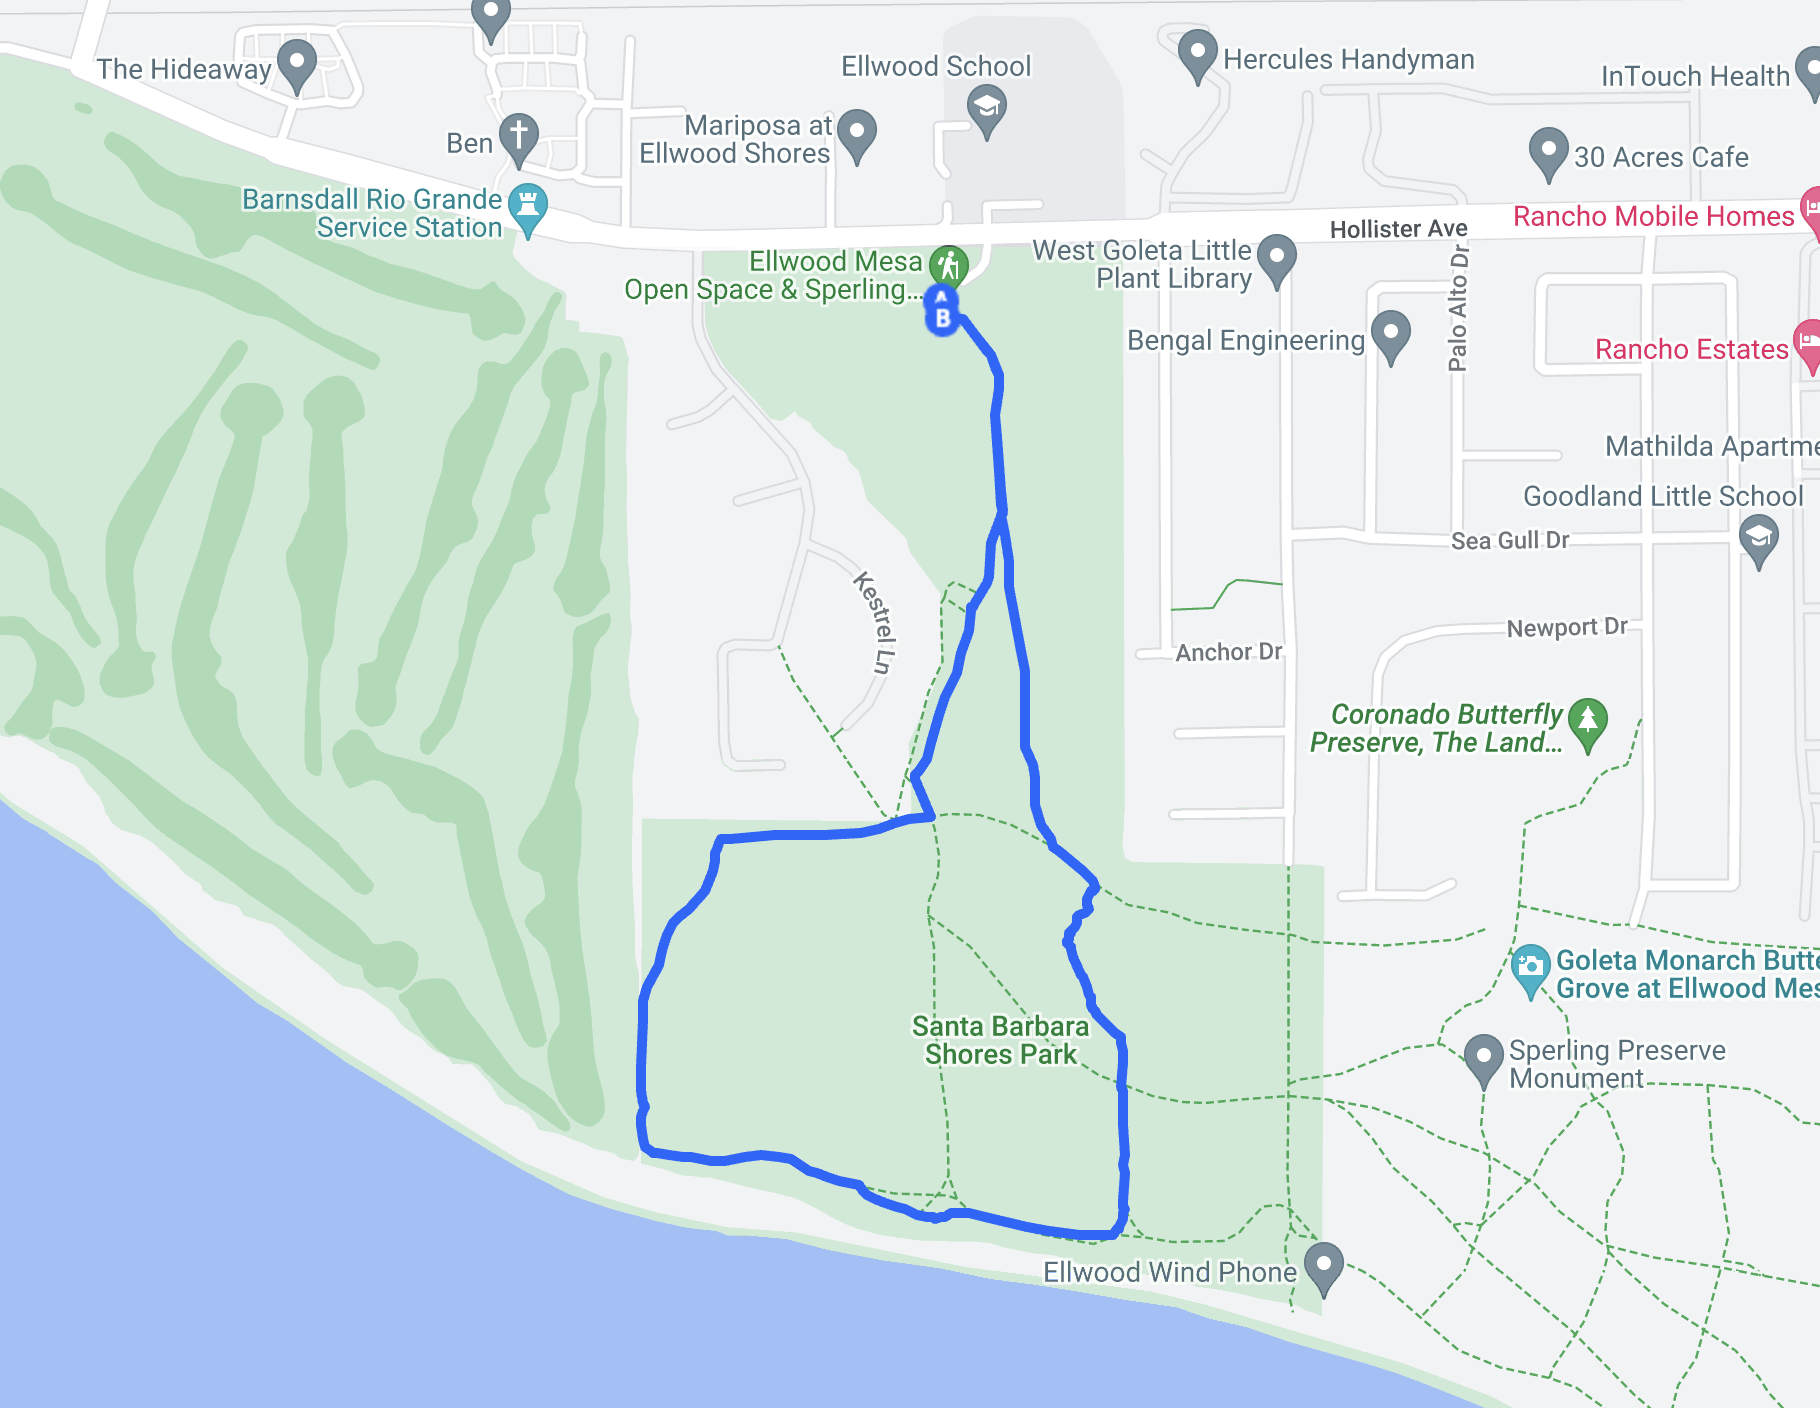 The Hideaway
Ellwood School
Hercules Handyman
InTouch Health
Mariposa at
Ellwood Shores
Ben
30 Acres Cafe
Barnsdall Rio Grande
Service Station
Hollister Ave
Rancho Mobile Homes
Ellwood Mesa
Open Space & Sperling...
West Goleta Little
Plant Library
A
B
Palo Alto Dr
Bengal Engineering
Rancho Estates
Mathilda Apartme
Goodland Little School
Sea Gull Dr
Kestrel Ln
Newport Dr
Anchor Dr
Coronado Butterfly
Preserve, The Land...
Goleta Monarch Butte
Grove at Ellwood Mes
Santa Barbara
Shores Park
Sperling Preserve
Monument
Ellwood Wind Phone